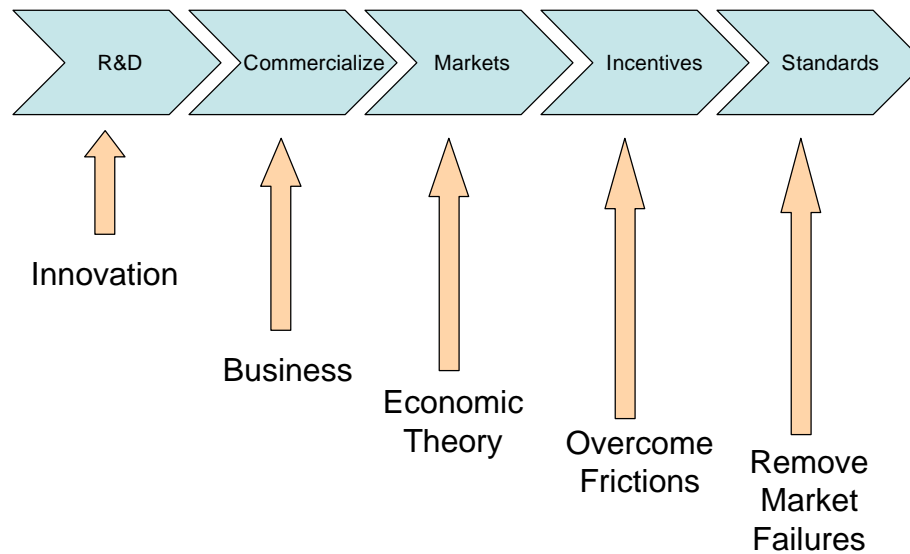 R&D
Commercialize
Markets
Incentives
Standards
Innovation
Business
Economic
Theory
Overcome
Frictions
Remove
Market
Failures